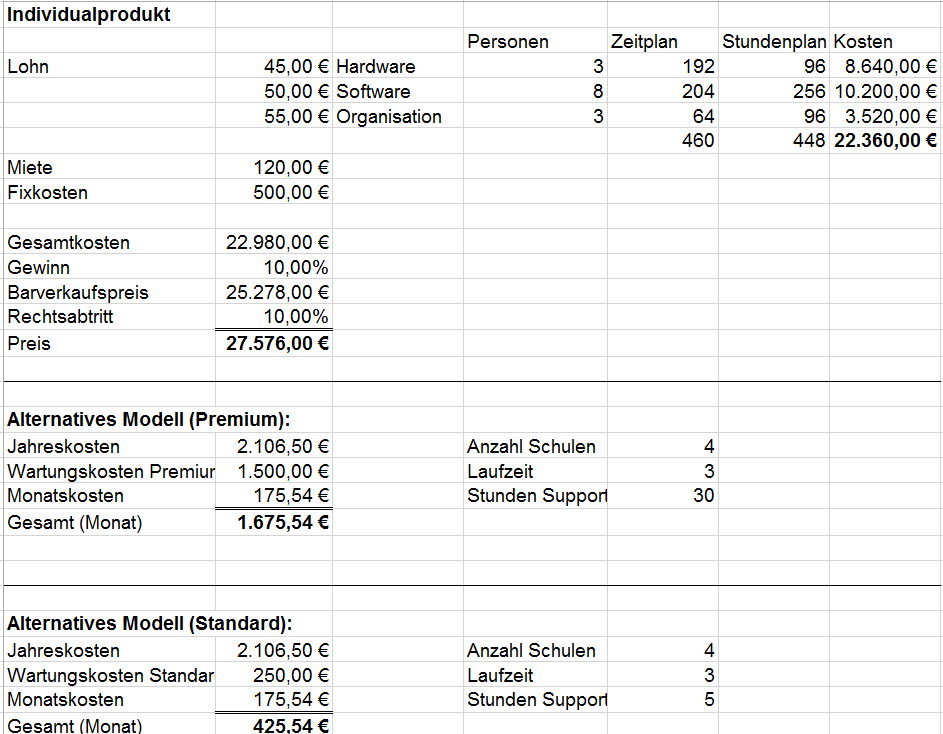 Individualprodukt
Personen Zeitplan Stundenplan Kosten
Lohn 45,00 € Hardware 3 192 96 8.640,00 €
50,00 € Software 8 204 256 10.200,00 €
55,00 € Organisation 3 64 96 3.520,00 €
460 448 22.360,00 €
Miete 120,00 €
Fixkosten 500,00 €
Gesamtkosten 22.980,00 €
Gewinn 10,00%
Barverkaufspreis 25.278,00 €
Rechtsabtritt 10,00%
Preis 27.576,00 €
Alternatives Modell (Premium):
Jahreskosten 2.106,50 € Anzahl Schulen 4
Wartungskosten Premiur 1.500,00 € Laufzeit 3
Monatskosten 175,54 € Stunden Support 30
Gesamt (Monat) 1.675,54 €
Alternatives Modell (Standard):
Jahreskosten 2.106,50 € Anzahl Schulen 4
Wartungskosten Standar 250,00 € Laufzeit 3
Monatskosten 175,54 € Stunden Support 5
Gesamt (Monat) 425,54 €